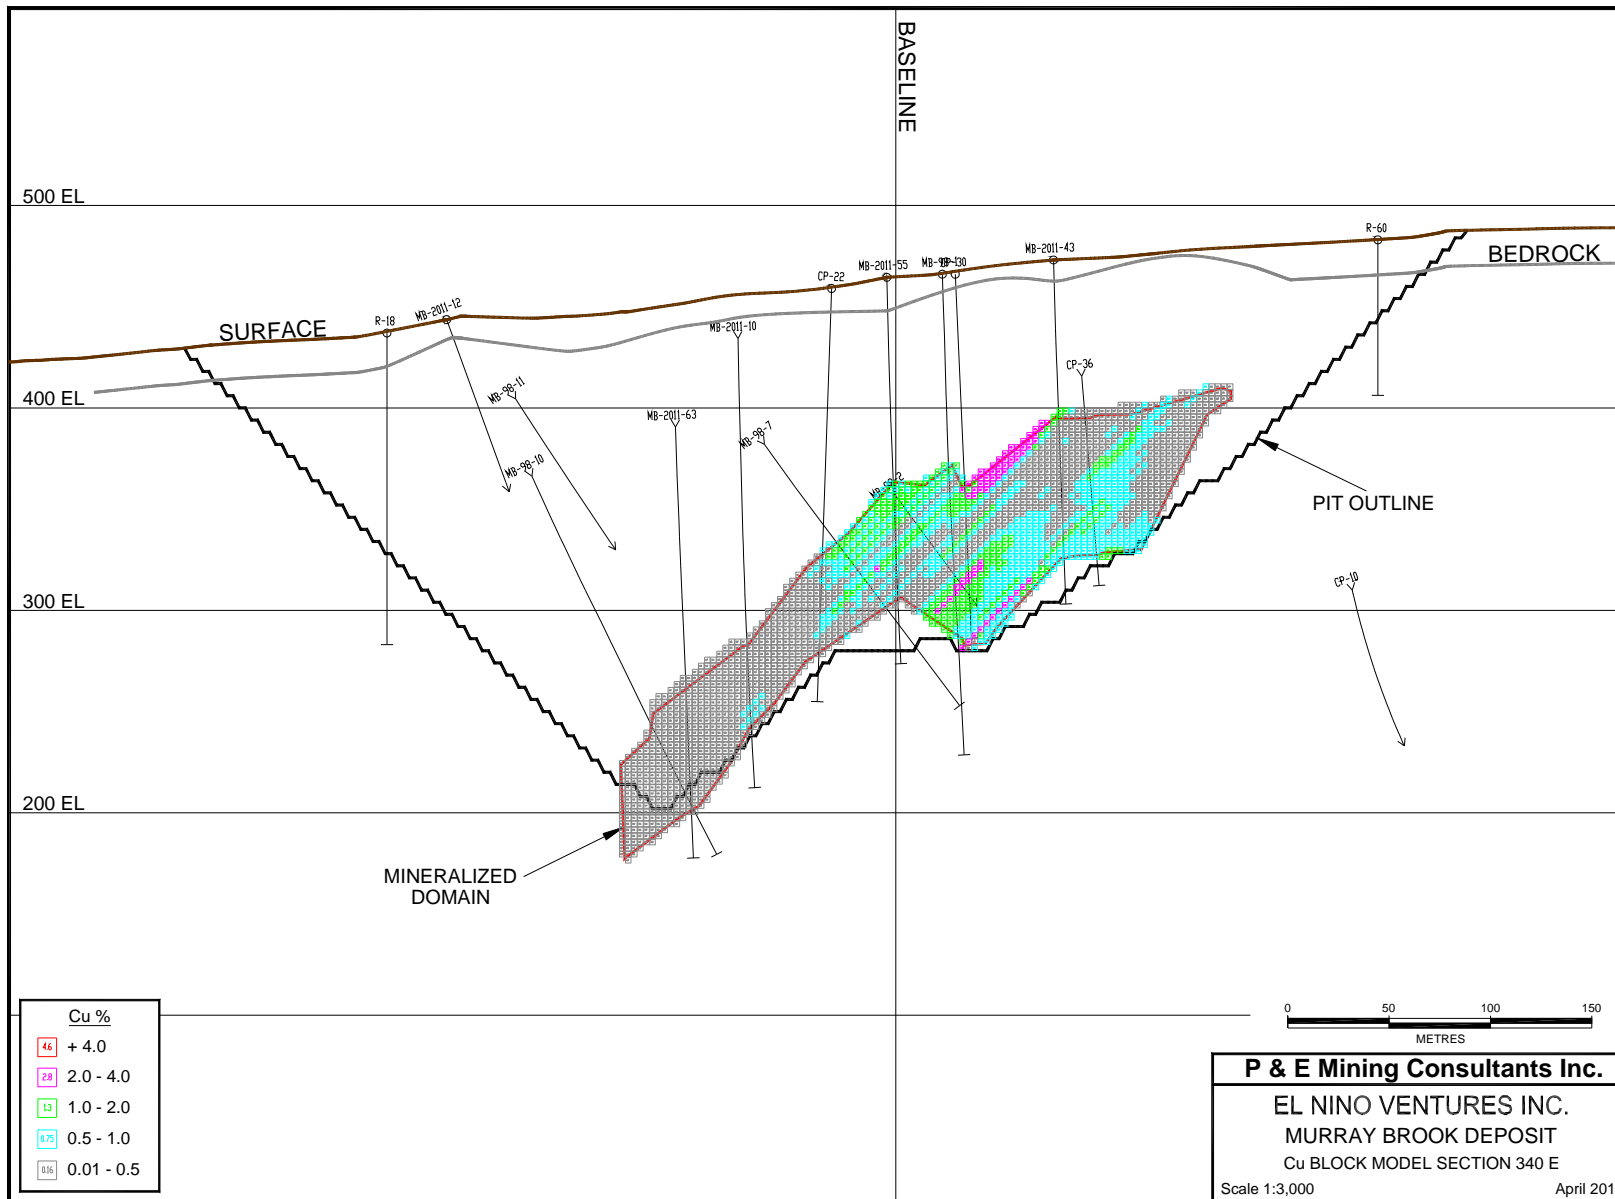 BASELINE
500 EL
R-60
BEDROCK
MB-2011-43
MB-2011-55
CP-22
MB-2011-12
R-18
SURFACE
MB-2011-10
CP-36
400 EL
MB-98-11
MB-2011-63
MB-98-7
MB-98-10
PIT OUTLINE
CP-10
300 EL
200 EL
MINERALIZED
DOMAIN
Cu %
4.6 + 4.0
2.8 2.0 - 4.0
1.3 1.0 - 2.0
0.75 0.5 - 1.0
0.16 0.01 - 0.5
0 50 100 150
METRES
P & E Mining Consultants Inc.
EL NINO VENTURES INC.
MURRAY BROOK DEPOSIT
Cu BLOCK MODEL SECTION 340 E
Scale 1:3,000 April 201